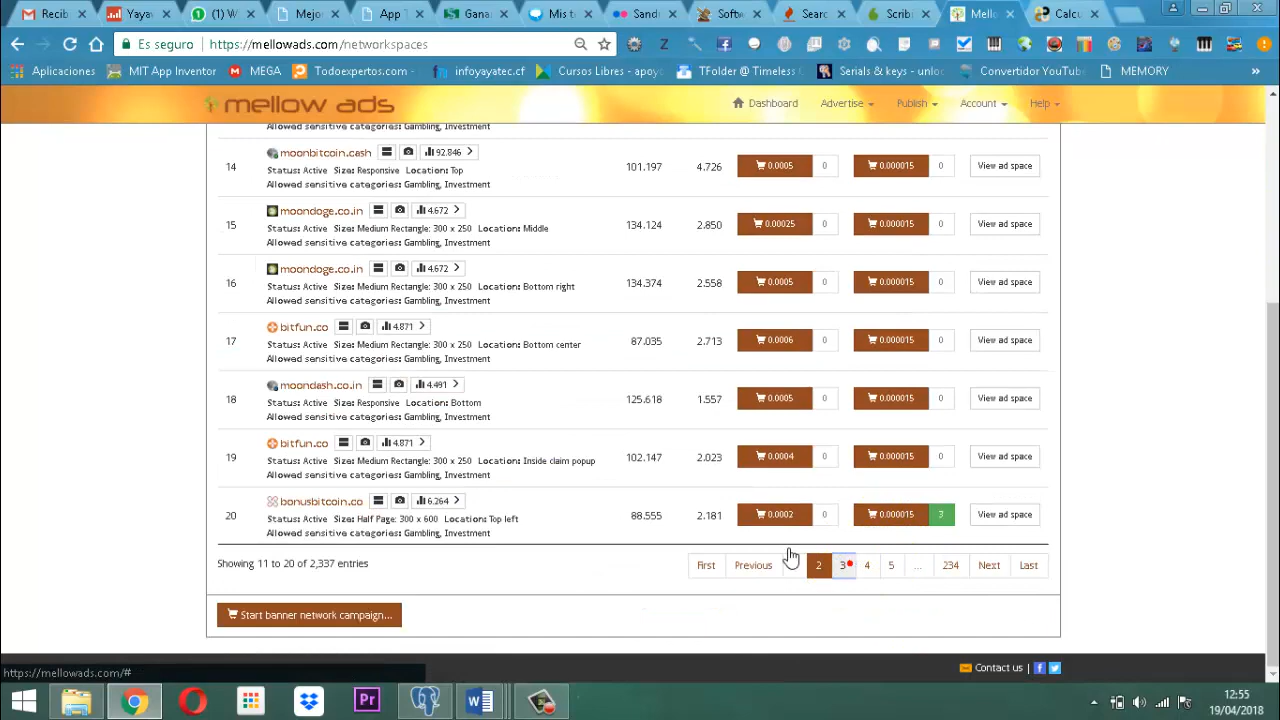 Recib
Yaya
(1) W
Mejo
App T
Gana
Mis t
Sandi
Softw
Scrib
Mello
Calcu
Es seguro https://mellowads.com/networkspaces
Aplicaciones MIT App Inventor MEGA Todoexpertos.com - infoyayatec.cf Cursos Libres - apoy TFolder @ Timeless Serials & keys - unlo Convertidor YouTube MEMORY »
mellow ads Dashboard Advertise Publish Account Help
Allowed sensitive categories: Gambling, Investment
14 moonbitcoin.cash 92.846 101.197 4.726 0.0005 0 0.000015 0 View ad space
Status: Active Size: Responsive Location: Top
Allowed sensitive categories: Gambling, Investment
15 moondoge.co.in 4.672 134.124 2.850 0.00025 0 0.000015 0 View ad space
Status: Active Size: Medium Rectangle: 300 x 250 Location: Middle
Allowed sensitive categories: Gambling, Investment
16 moondoge.co.in 4.672 134.374 2.558 0.0005 0 0.000015 0 View ad space
Status: Active Size: Medium Rectangle: 300 x 250 Location: Bottom right
Allowed sensitive categories: Gambling, Investment
17 bitfun.co 4.871 87.035 2.713 0.0006 0 0.000015 0 View ad space
Status: Active Size: Medium Rectangle: 300 x 250 Location: Bottom center
Allowed sensitive categories: Gambling, Investment
18 moondash.co.in 4.491 125.618 1.557 0.0005 0 0.000015 0 View ad space
Status: Active Size: Responsive Location: Bottom
Allowed sensitive categories: Gambling, Investment
19 bitfun.co 4.871 102.147 2.023 0.0004 0 0.000015 0 View ad space
Status: Active Size: Medium Rectangle: 300 x 250 Location: Inside claim popup
Allowed sensitive categories: Gambling, Investment
20 bonusbitcoin.co 6.264 88.555 2.181 0.0002 0 0.000015 3 View ad space
Status: Active Size: Half Page: 300 x 600 Location: Top left
Allowed sensitive categories: Gambling, Investment
Showing 11 to 20 of 2,337 entries First Previous 2 3 4 5 ... 234 Next Last
Start banner network campaign...
Contact us |
https://mellowads.com/#
12:55
19/04/2018